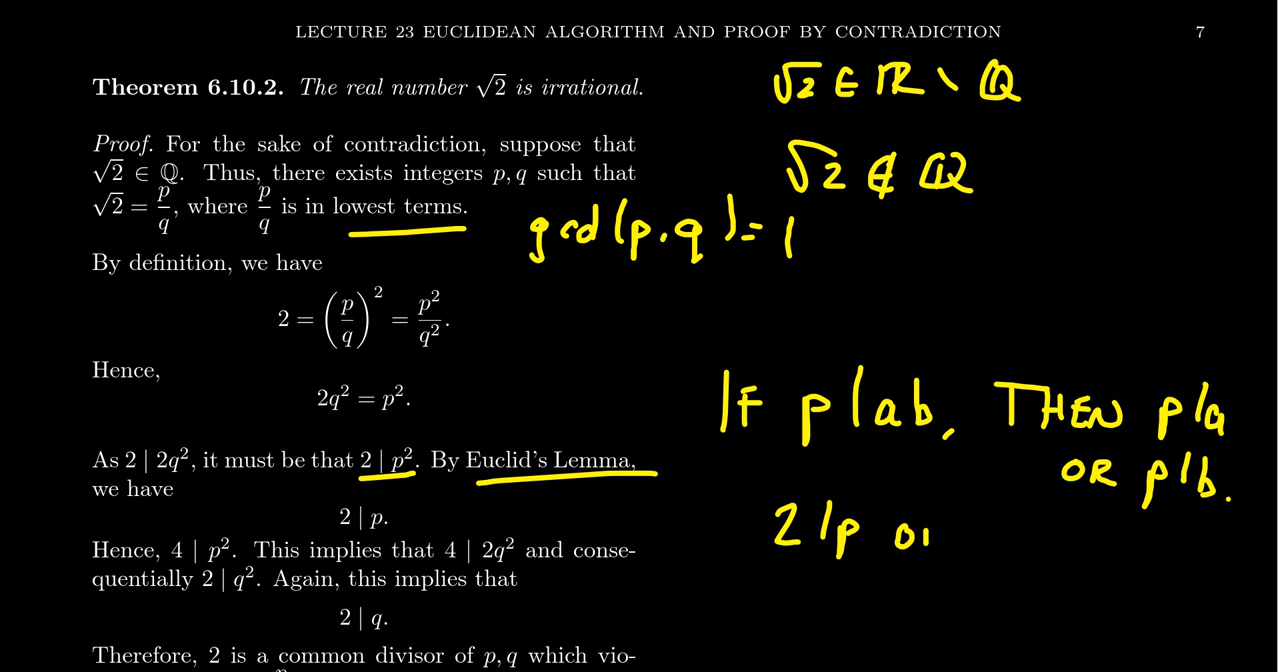 LECTURE 23 EUCLIDEAN ALGORITHM AND PROOF BY CONTRADICTION 7
Theorem 6.10.2. The real number √2 is irrational.
√2 ∈ ℝ \ ℚ
Proof. For the sake of contradiction, suppose that
√2 ∈ ℚ. Thus, there exists integers p, q such that
√2 = p/q, where p/q is in lowest terms.
√2 ∉ ℚ
gcd(p,q) = 1
By definition, we have
2 = (p/q)² = p²/q².
Hence,
2q² = p².
IF p|ab, THEN p|a
OR p|b.
As 2 | 2q², it must be that 2 | p². By Euclid's Lemma,
we have
2 | p.
2|p or
Hence, 4 | p². This implies that 4 | 2q² and conse-
quentially 2 | q². Again, this implies that
2 | q.
Therefore, 2 is a common divisor of p, q which vio-